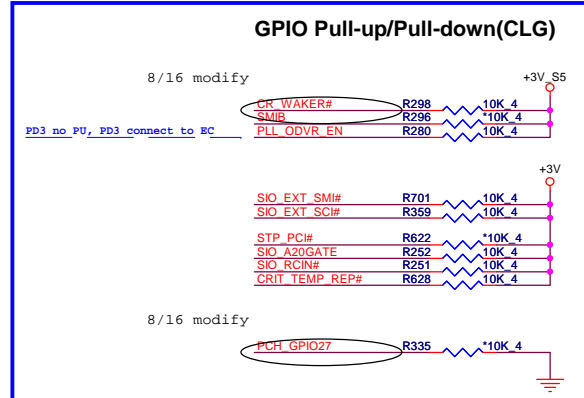 GPIO Pull-up/Pull-down(CLG)
8/16 modify
+3V_S5
CR_WAKER# R298 10K_4
SMIB R296 *10K_4
PD3 no PU, PD3 connect to EC PLL_ODVR_EN R280 10K_4
+3V
SIO_EXT_SMI# R701 10K_4
SIO_EXT_SCI# R359 10K_4
STP_PCI# R622 *10K_4
SIO_A20GATE R252 10K_4
SIO_RCIN# R251 10K_4
CRIT_TEMP_REP# R628 10K_4
8/16 modify
PCH_GPIO27 R335 *10K_4